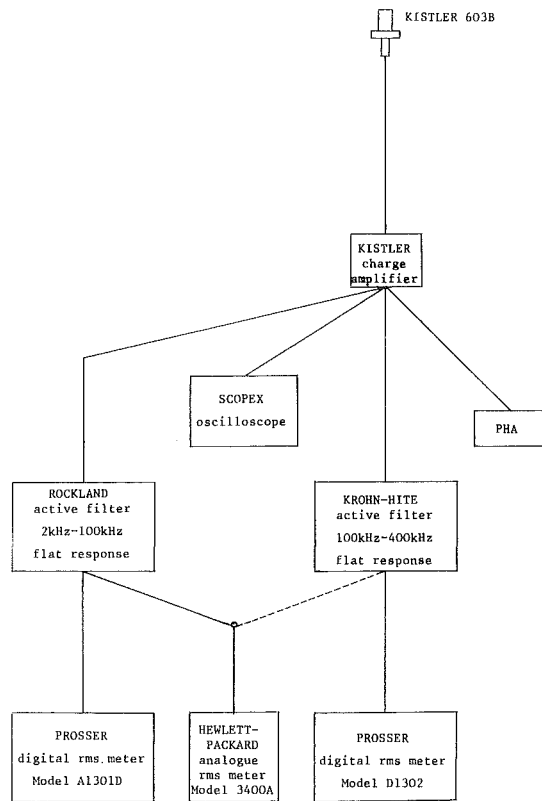 KISTLER 603B
KISTLER
charge
amplifier
SCOPEX
oscilloscope
PHA
ROCKLAND
active filter
2kHz-100kHz
flat response
KROHN-HITE
active filter
100kHz-400kHz
flat response
PROSSER
digital rms.meter
Model A1301D
HEWLETT-
PACKARD
analogue
rms meter
Model 3400A
PROSSER
digital rms meter
Model D1302